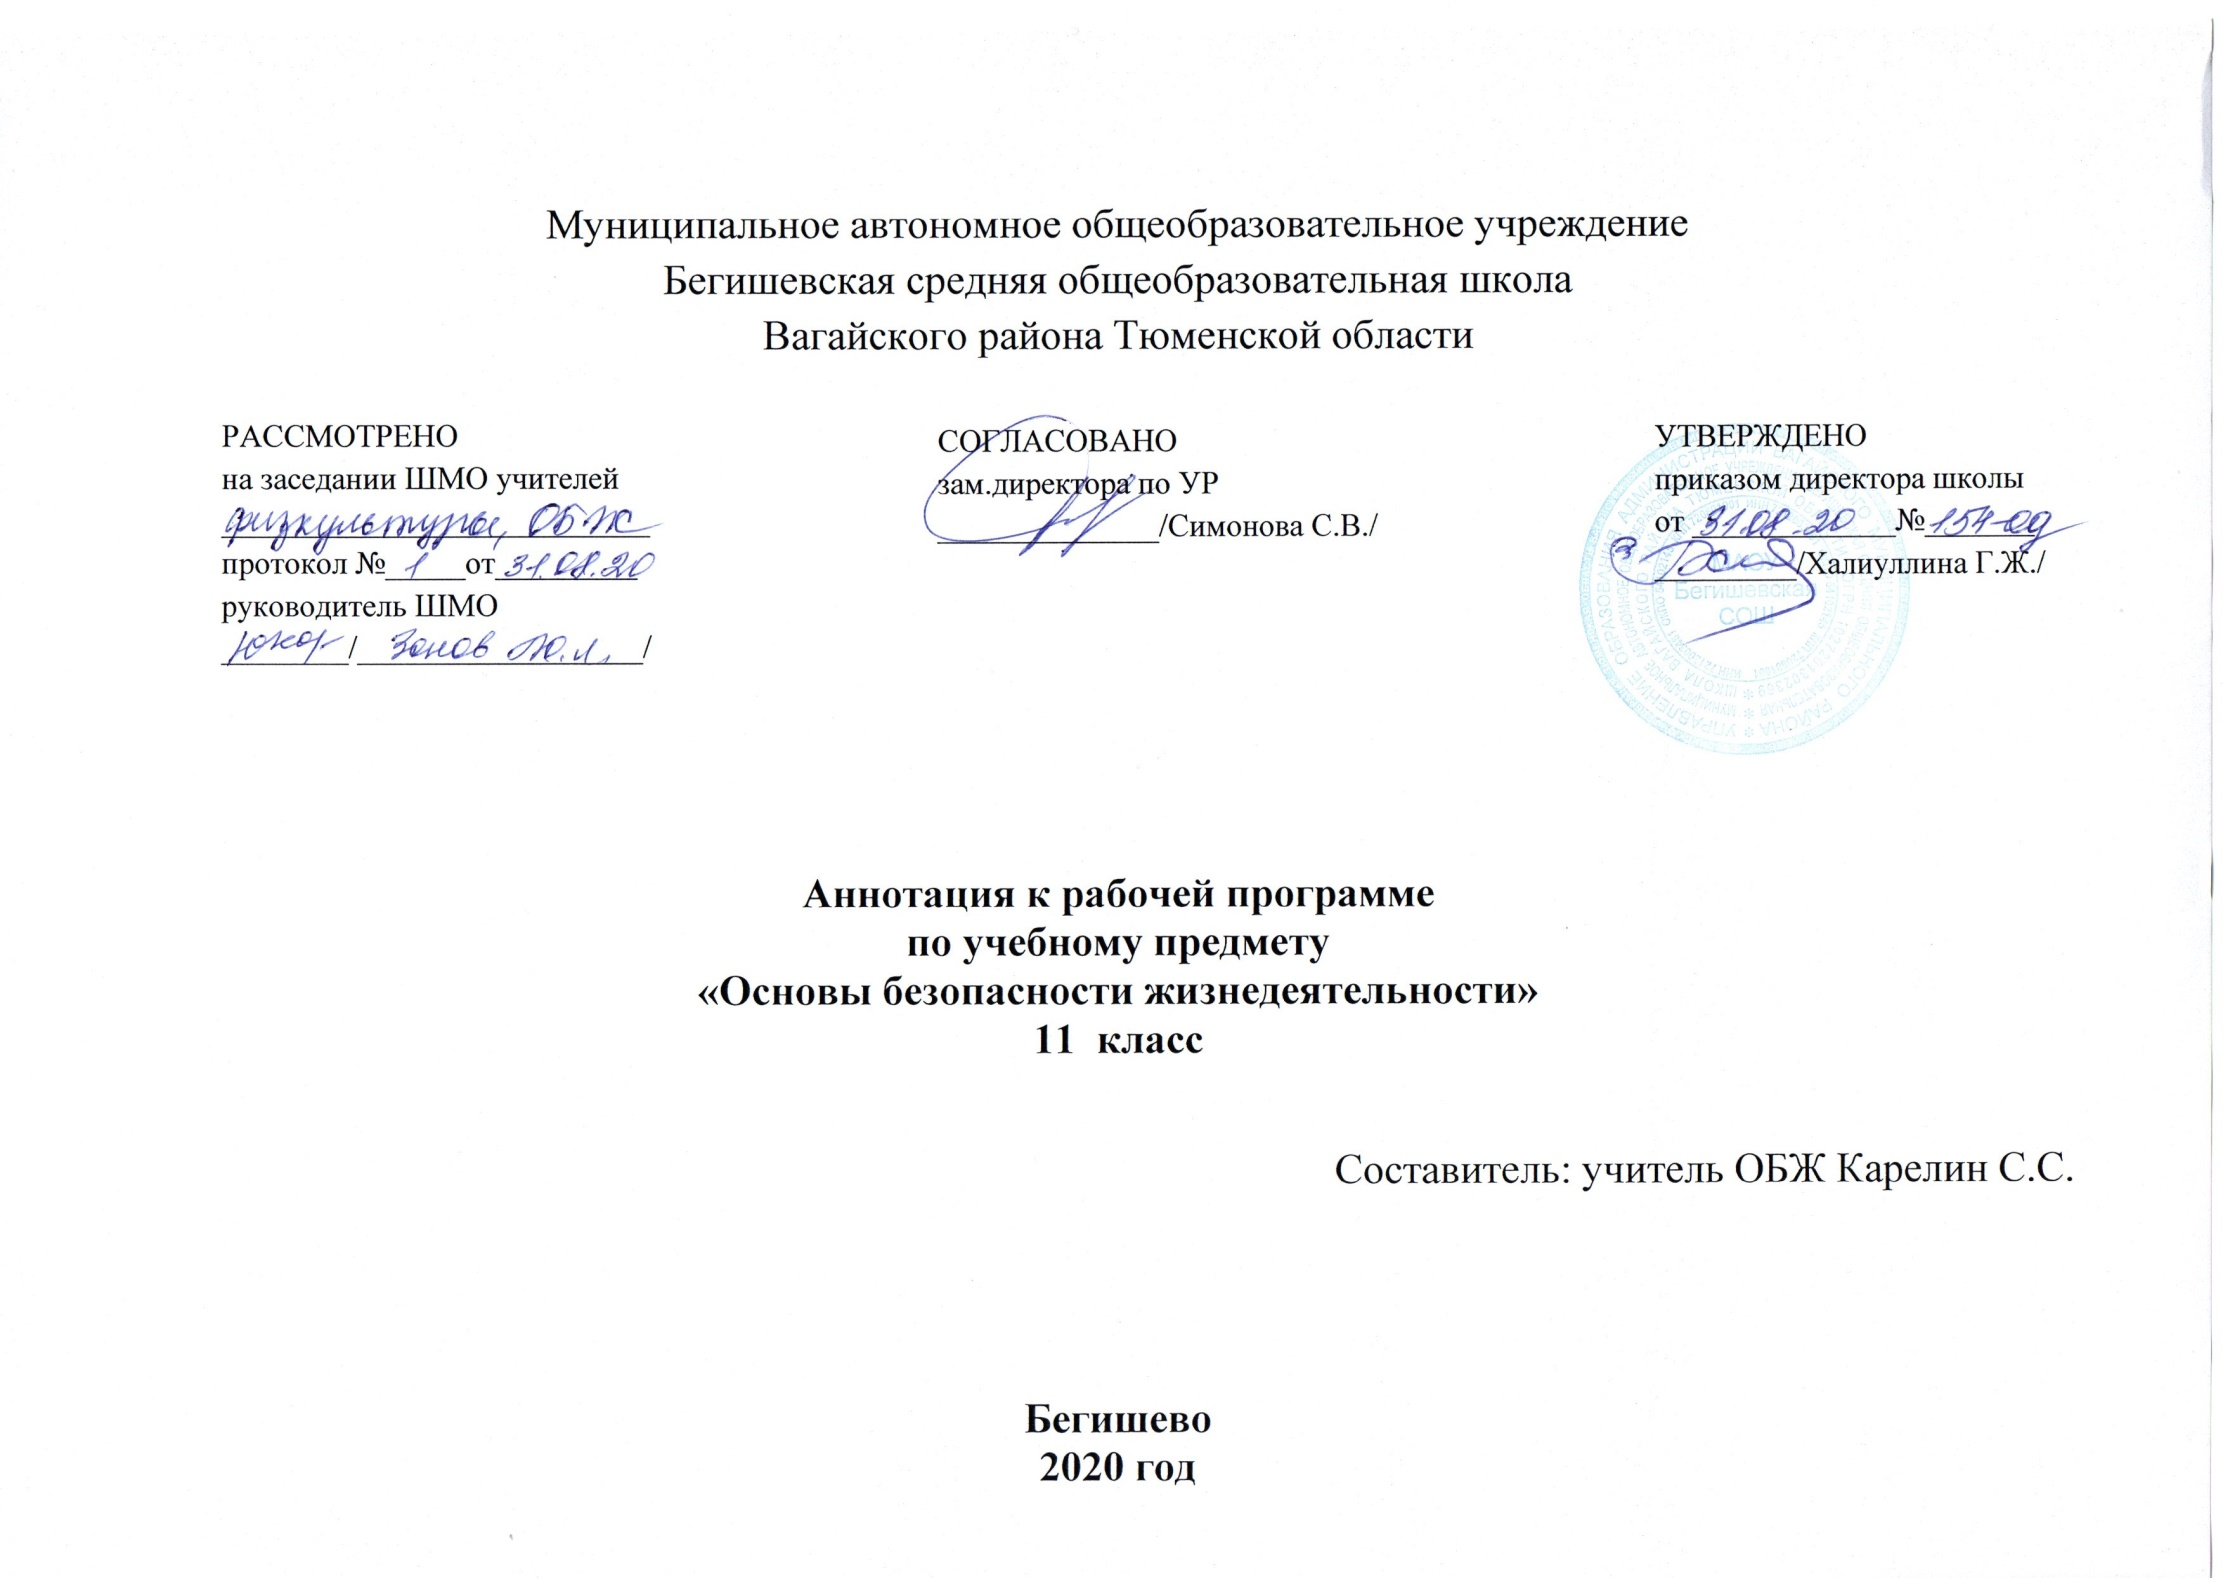 Муниципальное автономное общеобразовательное учреждение
Бегишевская средняя общеобразовательная школа
Вагайского района Тюменской области
РАССМОТРЕНО
на заседании ШМО учителей
физкультуры, ОБЖ
протокол № 1 от 31.08.20
руководитель ШМО
/ Зонов Ю.Л. /
СОГЛАСОВАНО
зам.директора по УР
/Симонова С.В./
УТВЕРЖДЕНО
приказом директора школы
от 31.08.20 № 154-од
/Халиуллина Г.Ж./
Бегишевская
СОШ
Аннотация к рабочей программе
по учебному предмету
«Основы безопасности жизнедеятельности»
11 класс
Составитель: учитель ОБЖ Карелин С.С.
Бегишево
2020 год